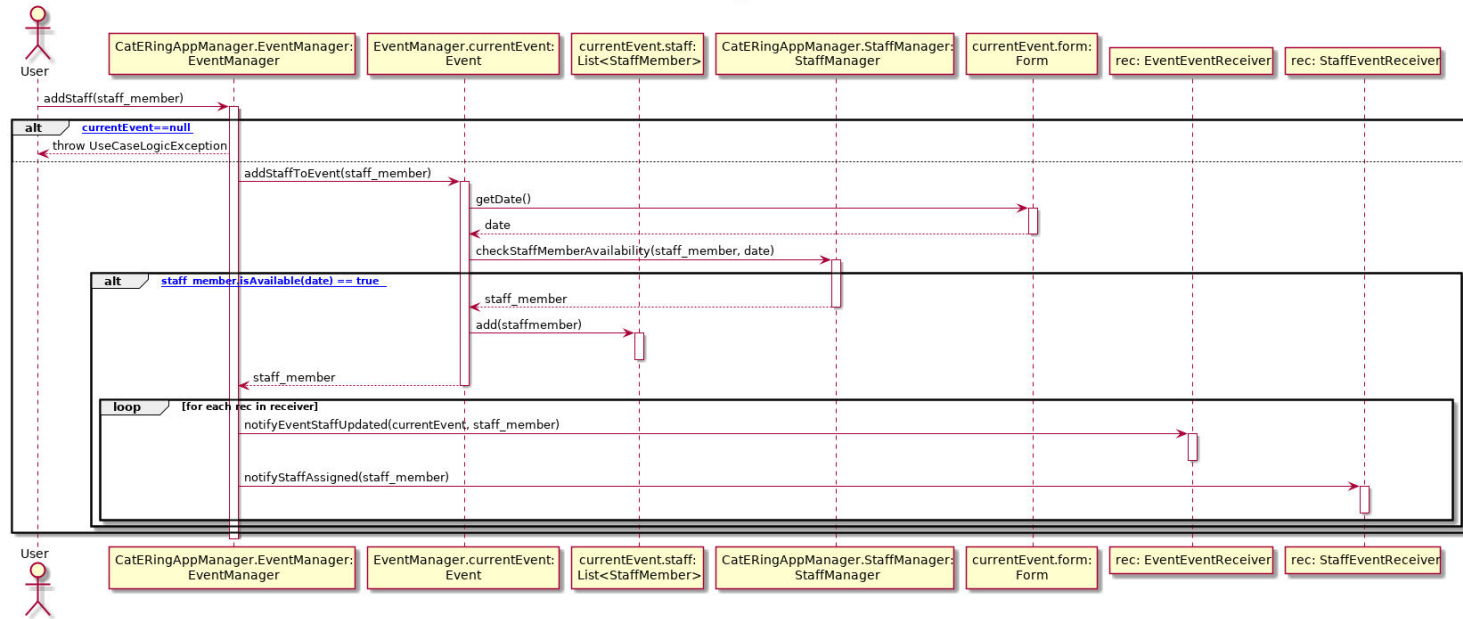 User
CatERingAppManager.EventManager:
EventManager
EventManager.currentEvent:
Event
currentEvent.staff:
List<StaffMember>
CatERingAppManager.StaffManager:
StaffManager
currentEvent.form:
Form
rec: EventEventReceiver
rec: StaffEventReceiver
addStaff(staff_member)
alt
currentEvent==null
throw UseCaseLogicException
addStaffToEvent(staff_member)
getDate()
date
checkStaffMemberAvailability(staff_member, date)
alt
staff_member.isAvailable(date) == true
staff_member
add(staffmember)
staff_member
loop
[for each rec in receiver]
notifyEventStaffUpdated(currentEvent, staff_member)
notifyStaffAssigned(staff_member)
User
CatERingAppManager.EventManager:
EventManager
EventManager.currentEvent:
Event
currentEvent.staff:
List<StaffMember>
CatERingAppManager.StaffManager:
StaffManager
currentEvent.form:
Form
rec: EventEventReceiver
rec: StaffEventReceiver